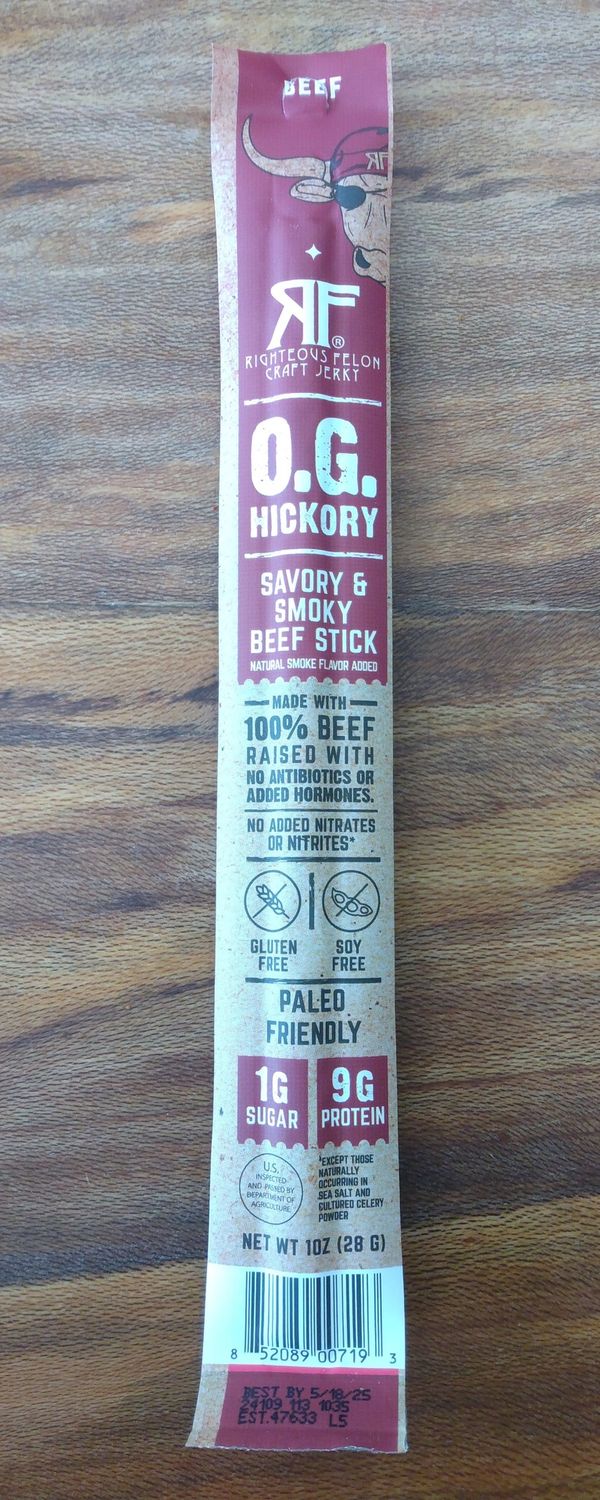 BEEF
RF
RF®
RIGHTEOUS FELON
CRAFT JERKY
O.G.
HICKORY
SAVORY &
SMOKY
BEEF STICK
NATURAL SMOKE FLAVOR ADDED
MADE WITH
100% BEEF
RAISED WITH
NO ANTIBIOTICS OR
ADDED HORMONES.
NO ADDED NITRATES
OR NITRITES*
GLUTEN FREE
SOY FREE
PALEO
FRIENDLY
1G
SUGAR
9G
PROTEIN
U.S.
INSPECTED
AND PASSED BY
DEPARTMENT OF
AGRICULTURE
*EXCEPT THOSE
NATURALLY
OCCURRING IN
SEA SALT AND
CULTURED CELERY
POWDER
NET WT 1OZ (28 G)
8 52089 00719 3
BEST BY 5/18/25
24109 113 1035
EST.47633 L5